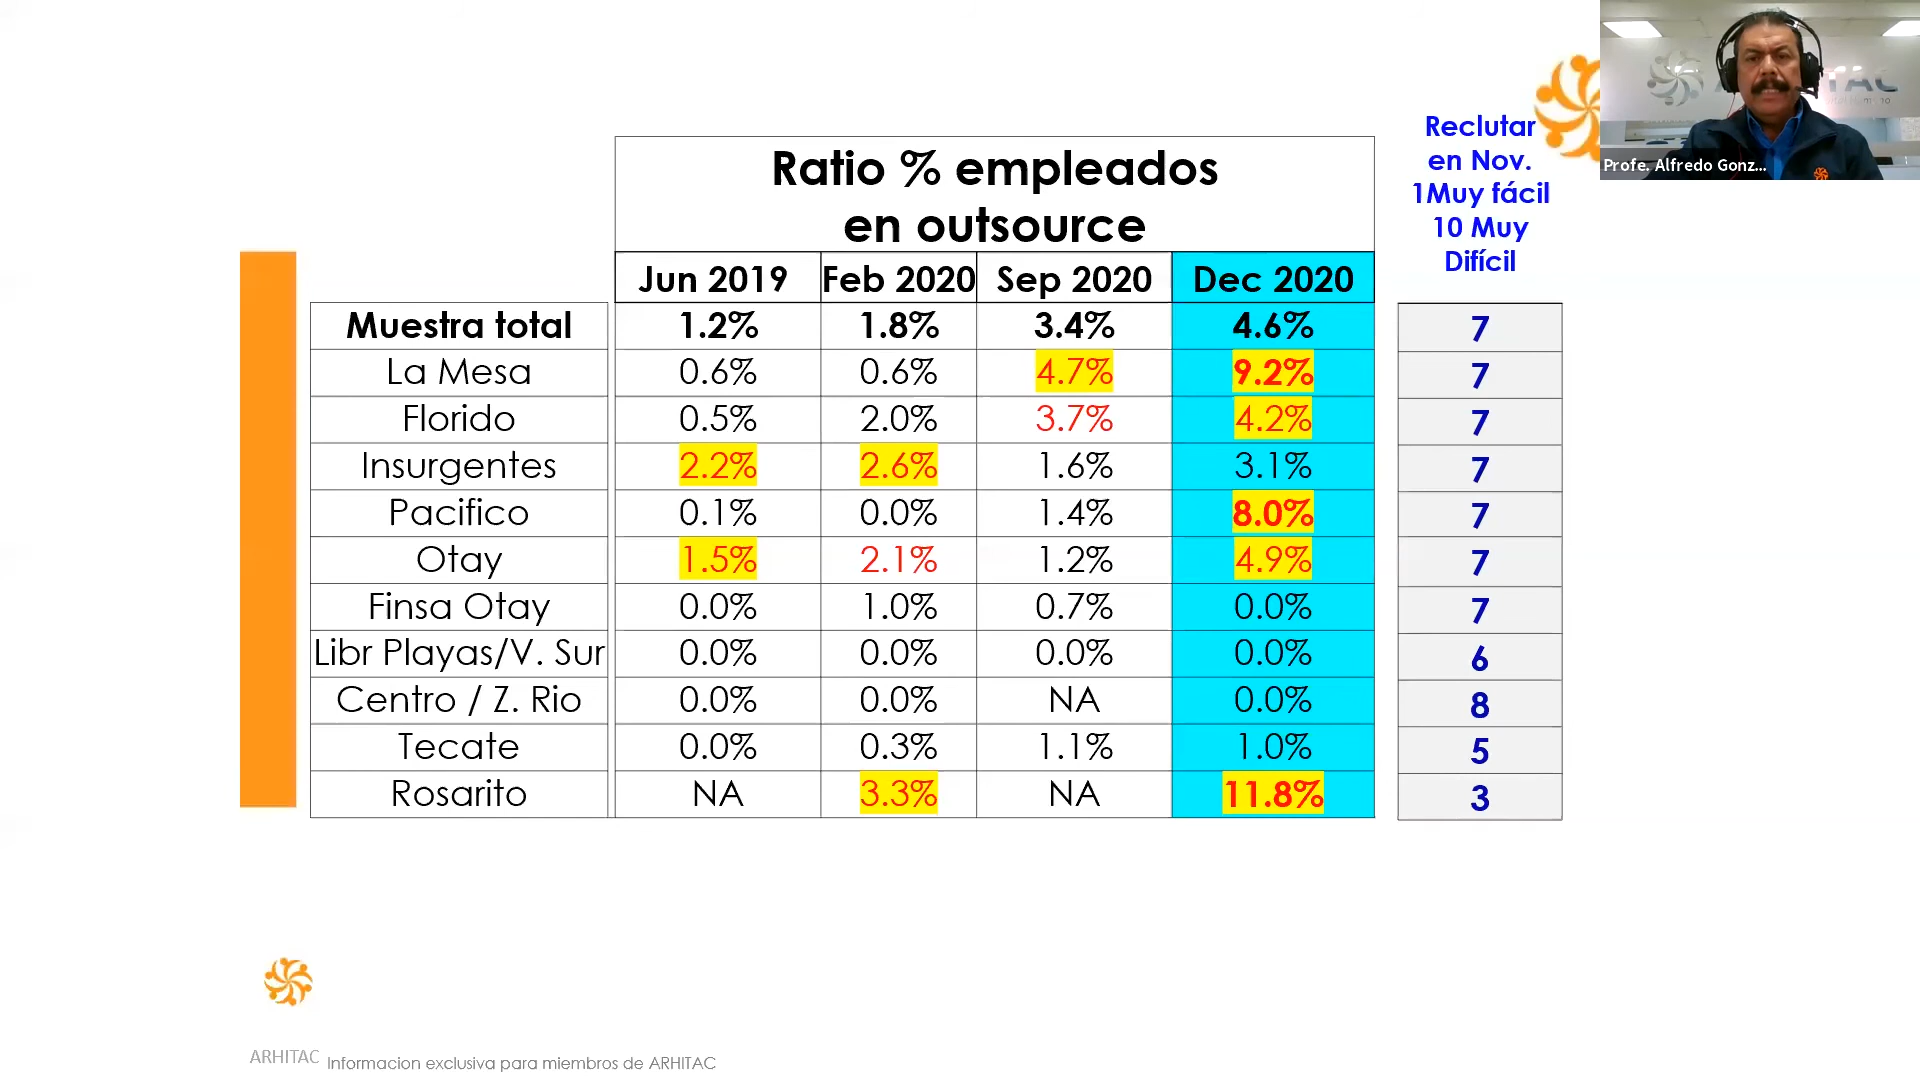 Reclutar
en Nov.
1Muy fácil
10 Muy
Difícil
Profe. Alfredo Gonz...
Ratio % empleados
en outsource
Jun 2019 Feb 2020 Sep 2020 Dec 2020
Muestra total 1.2% 1.8% 3.4% 4.6% 7
La Mesa 0.6% 0.6% 4.7% 9.2% 7
Florido 0.5% 2.0% 3.7% 4.2% 7
Insurgentes 2.2% 2.6% 1.6% 3.1% 7
Pacifico 0.1% 0.0% 1.4% 8.0% 7
Otay 1.5% 2.1% 1.2% 4.9% 7
Finsa Otay 0.0% 1.0% 0.7% 0.0% 7
Libr Playas/V. Sur 0.0% 0.0% 0.0% 0.0% 6
Centro / Z. Rio 0.0% 0.0% NA 0.0% 8
Tecate 0.0% 0.3% 1.1% 1.0% 5
Rosarito NA 3.3% NA 11.8% 3
ARHITAC Informacion exclusiva para miembros de ARHITAC